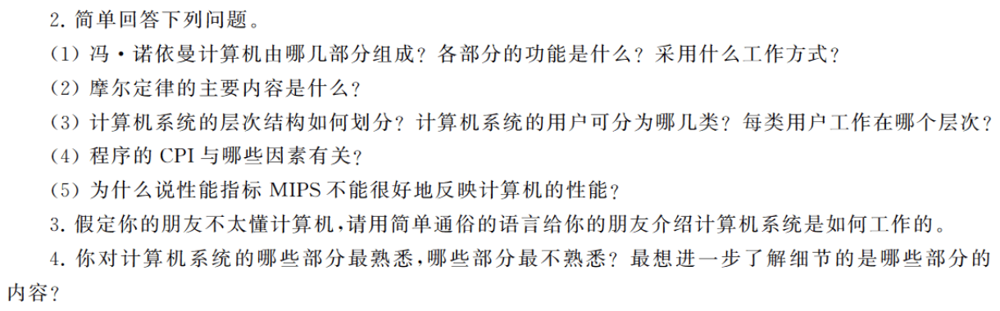 2. 简单回答下列问题。
(1) 冯·诺依曼计算机由哪几部分组成？各部分的功能是什么？采用什么工作方式？
(2) 摩尔定律的主要内容是什么？
(3) 计算机系统的层次结构如何划分？计算机系统的用户可分为哪几类？每类用户工作在哪个层次？
(4) 程序的 CPI 与哪些因素有关？
(5) 为什么说性能指标 MIPS 不能很好地反映计算机的性能？
3. 假定你的朋友不太懂计算机,请用简单通俗的语言给你的朋友介绍计算机系统是如何工作的。
4. 你对计算机系统的哪些部分最熟悉,哪些部分最不熟悉？最想进一步了解细节的是哪些部分的
内容？